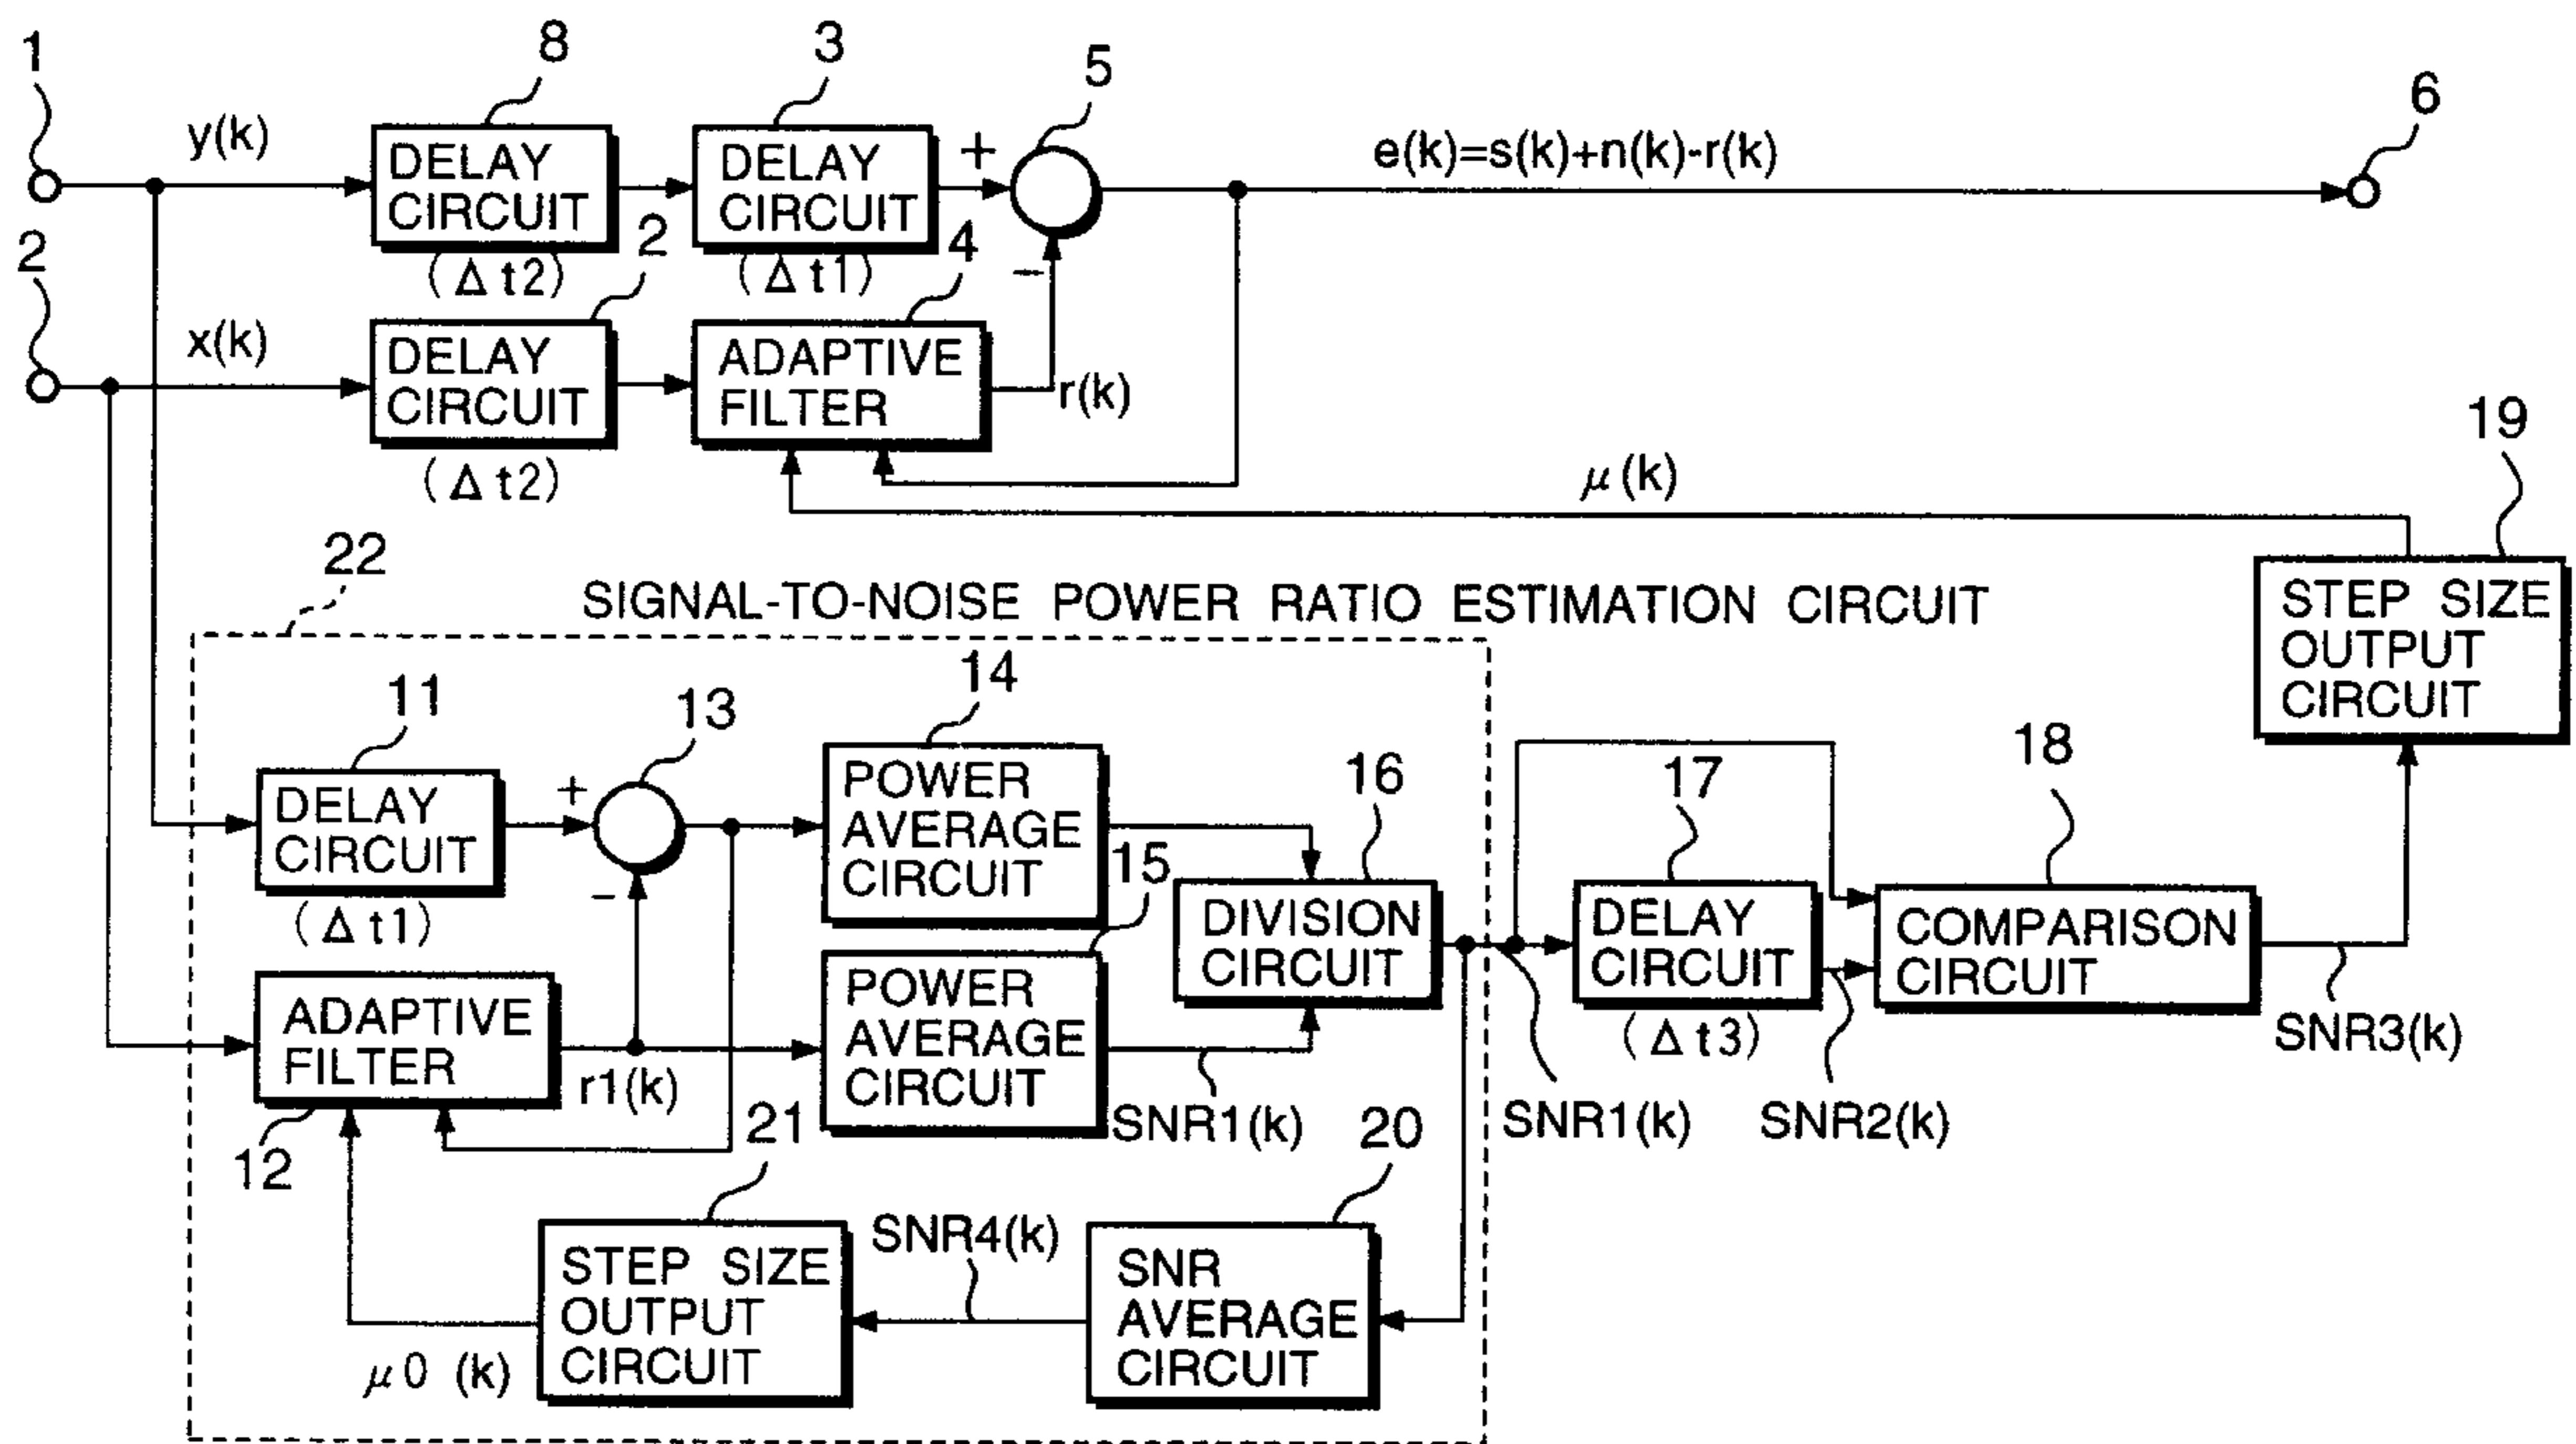 1
8
3
5
6
y(k)
DELAY
CIRCUIT
DELAY
CIRCUIT
+
e(k)=s(k)+n(k)-r(k)
2
2
4
(Δt2)
(Δt1)
-
x(k)
DELAY
CIRCUIT
ADAPTIVE
FILTER
r(k)
(Δt2)
μ(k)
19
22
SIGNAL-TO-NOISE POWER RATIO ESTIMATION CIRCUIT
STEP SIZE
OUTPUT
CIRCUIT
11
13
14
DELAY
CIRCUIT
+
-
(Δt1)
POWER
AVERAGE
CIRCUIT
15
16
17
18
DIVISION
CIRCUIT
DELAY
CIRCUIT
(Δt3)
COMPARISON
CIRCUIT
ADAPTIVE
FILTER
r1(k)
POWER
AVERAGE
CIRCUIT
SNR1(k)
SNR1(k)
SNR2(k)
SNR3(k)
12
21
20
STEP SIZE
OUTPUT
CIRCUIT
SNR4(k)
SNR
AVERAGE
CIRCUIT
μ0 (k)